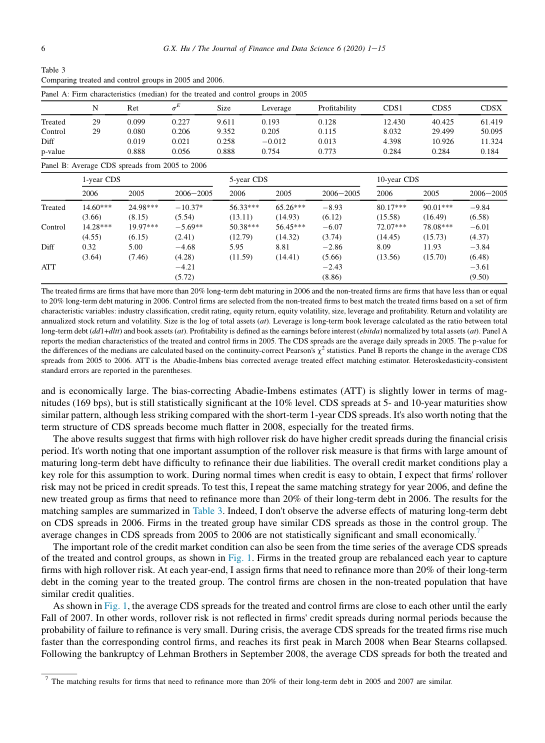 6
G.X. Hu / The Journal of Finance and Data Science 6 (2020) 1–15
Table 3
Comparing treated and control groups in 2005 and 2006.
Panel A: Firm characteristics (median) for the treated and control groups in 2005
N Ret σE Size Leverage Profitability CDS1 CDS5 CDSX
Treated 29 0.099 0.227 9.611 0.193 0.128 12.430 40.425 61.419
Control 29 0.080 0.206 9.352 0.205 0.115 8.032 29.499 50.095
Diff 0.019 0.021 0.258 −0.012 0.013 4.398 10.926 11.324
p-value 0.888 0.056 0.888 0.754 0.773 0.284 0.284 0.184
Panel B: Average CDS spreads from 2005 to 2006
1-year CDS 5-year CDS 10-year CDS
2006 2005 2006−2005 2006 2005 2006−2005 2006 2005 2006−2005
Treated 14.60*** 24.98*** −10.37* 56.33*** 65.26*** −8.93 80.17*** 90.01*** −9.84
(3.66) (8.15) (5.54) (13.11) (14.93) (6.12) (15.58) (16.49) (6.58)
Control 14.28*** 19.97*** −5.69** 50.38*** 56.45*** −6.07 72.07*** 78.08*** −6.01
(4.55) (6.15) (2.41) (12.79) (14.32) (3.74) (14.45) (15.73) (4.37)
Diff 0.32 5.00 −4.68 5.95 8.81 −2.86 8.09 11.93 −3.84
(3.64) (7.46) (4.28) (11.59) (14.41) (5.66) (13.56) (15.70) (6.48)
ATT −4.21 −2.43 −3.61
(5.72) (8.86) (9.50)
The treated firms are firms that have more than 20% long-term debt maturing in 2006 and the non-treated firms are firms that have less than or equal
to 20% long-term debt maturing in 2006. Control firms are selected from the non-treated firms to best match the treated firms based on a set of firm
characteristic variables: industry classification, credit rating, equity return, equity volatility, size, leverage and profitability. Return and volatility are
annualized stock return and volatility. Size is the log of total assets (at). Leverage is long-term book leverage calculated as the ratio between total
long-term debt (dd1+dltt) and book assets (at). Profitability is defined as the earnings before interest (ebinda) normalized by total assets (at). Panel A
reports the median characteristics of the treated and control firms in 2005. The CDS spreads are the average daily spreads in 2005. The p-value for
the differences of the medians are calculated based on the continuity-correct Pearson's χ2 statistics. Panel B reports the change in the average CDS
spreads from 2005 to 2006. ATT is the Abadie-Imbens bias corrected average treated effect matching estimator. Heteroskedasticity-consistent
standard errors are reported in the parentheses.
and is economically large. The bias-correcting Abadie-Imbens estimates (ATT) is slightly lower in terms of mag-
nitudes (169 bps), but is still statistically significant at the 10% level. CDS spreads at 5- and 10-year maturities show
similar pattern, although less striking compared with the short-term 1-year CDS spreads. It's also worth noting that the
term structure of CDS spreads become much flatter in 2008, especially for the treated firms.
The above results suggest that firms with high rollover risk do have higher credit spreads during the financial crisis
period. It's worth noting that one important assumption of the rollover risk measure is that firms with large amount of
maturing long-term debt have difficulty to refinance their due liabilities. The overall credit market conditions play a
key role for this assumption to work. During normal times when credit is easy to obtain, I expect that firms' rollover
risk may not be priced in credit spreads. To test this, I repeat the same matching strategy for year 2006, and define the
new treated group as firms that need to refinance more than 20% of their long-term debt in 2006. The results for the
matching samples are summarized in Table 3. Indeed, I don't observe the adverse effects of maturing long-term debt
on CDS spreads in 2006. Firms in the treated group have similar CDS spreads as those in the control group. The
average changes in CDS spreads from 2005 to 2006 are not statistically significant and small economically.7
The important role of the credit market condition can also be seen from the time series of the average CDS spreads
of the treated and control groups, as shown in Fig. 1. Firms in the treated group are rebalanced each year to capture
firms with high rollover risk. At each year-end, I assign firms that need to refinance more than 20% of their long-term
debt in the coming year to the treated group. The control firms are chosen in the non-treated population that have
similar credit qualities.
As shown in Fig. 1, the average CDS spreads for the treated and control firms are close to each other until the early
Fall of 2007. In other words, rollover risk is not reflected in firms' credit spreads during normal periods because the
probability of failure to refinance is very small. During crisis, the average CDS spreads for the treated firms rise much
faster than the corresponding control firms, and reaches its first peak in March 2008 when Bear Stearns collapsed.
Following the bankruptcy of Lehman Brothers in September 2008, the average CDS spreads for both the treated and
7 The matching results for firms that need to refinance more than 20% of their long-term debt in 2005 and 2007 are similar.